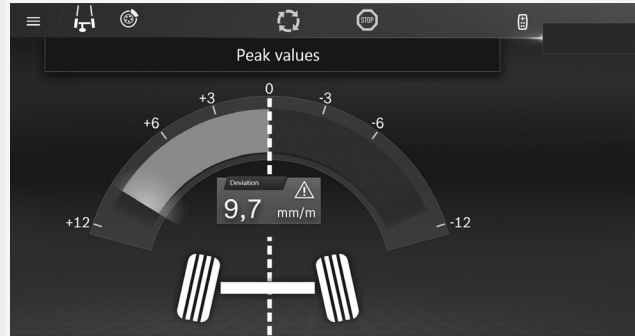 STOP
Peak values
0
+3
-3
+6
-6
Deviation
9,7 mm/m
+12
-12